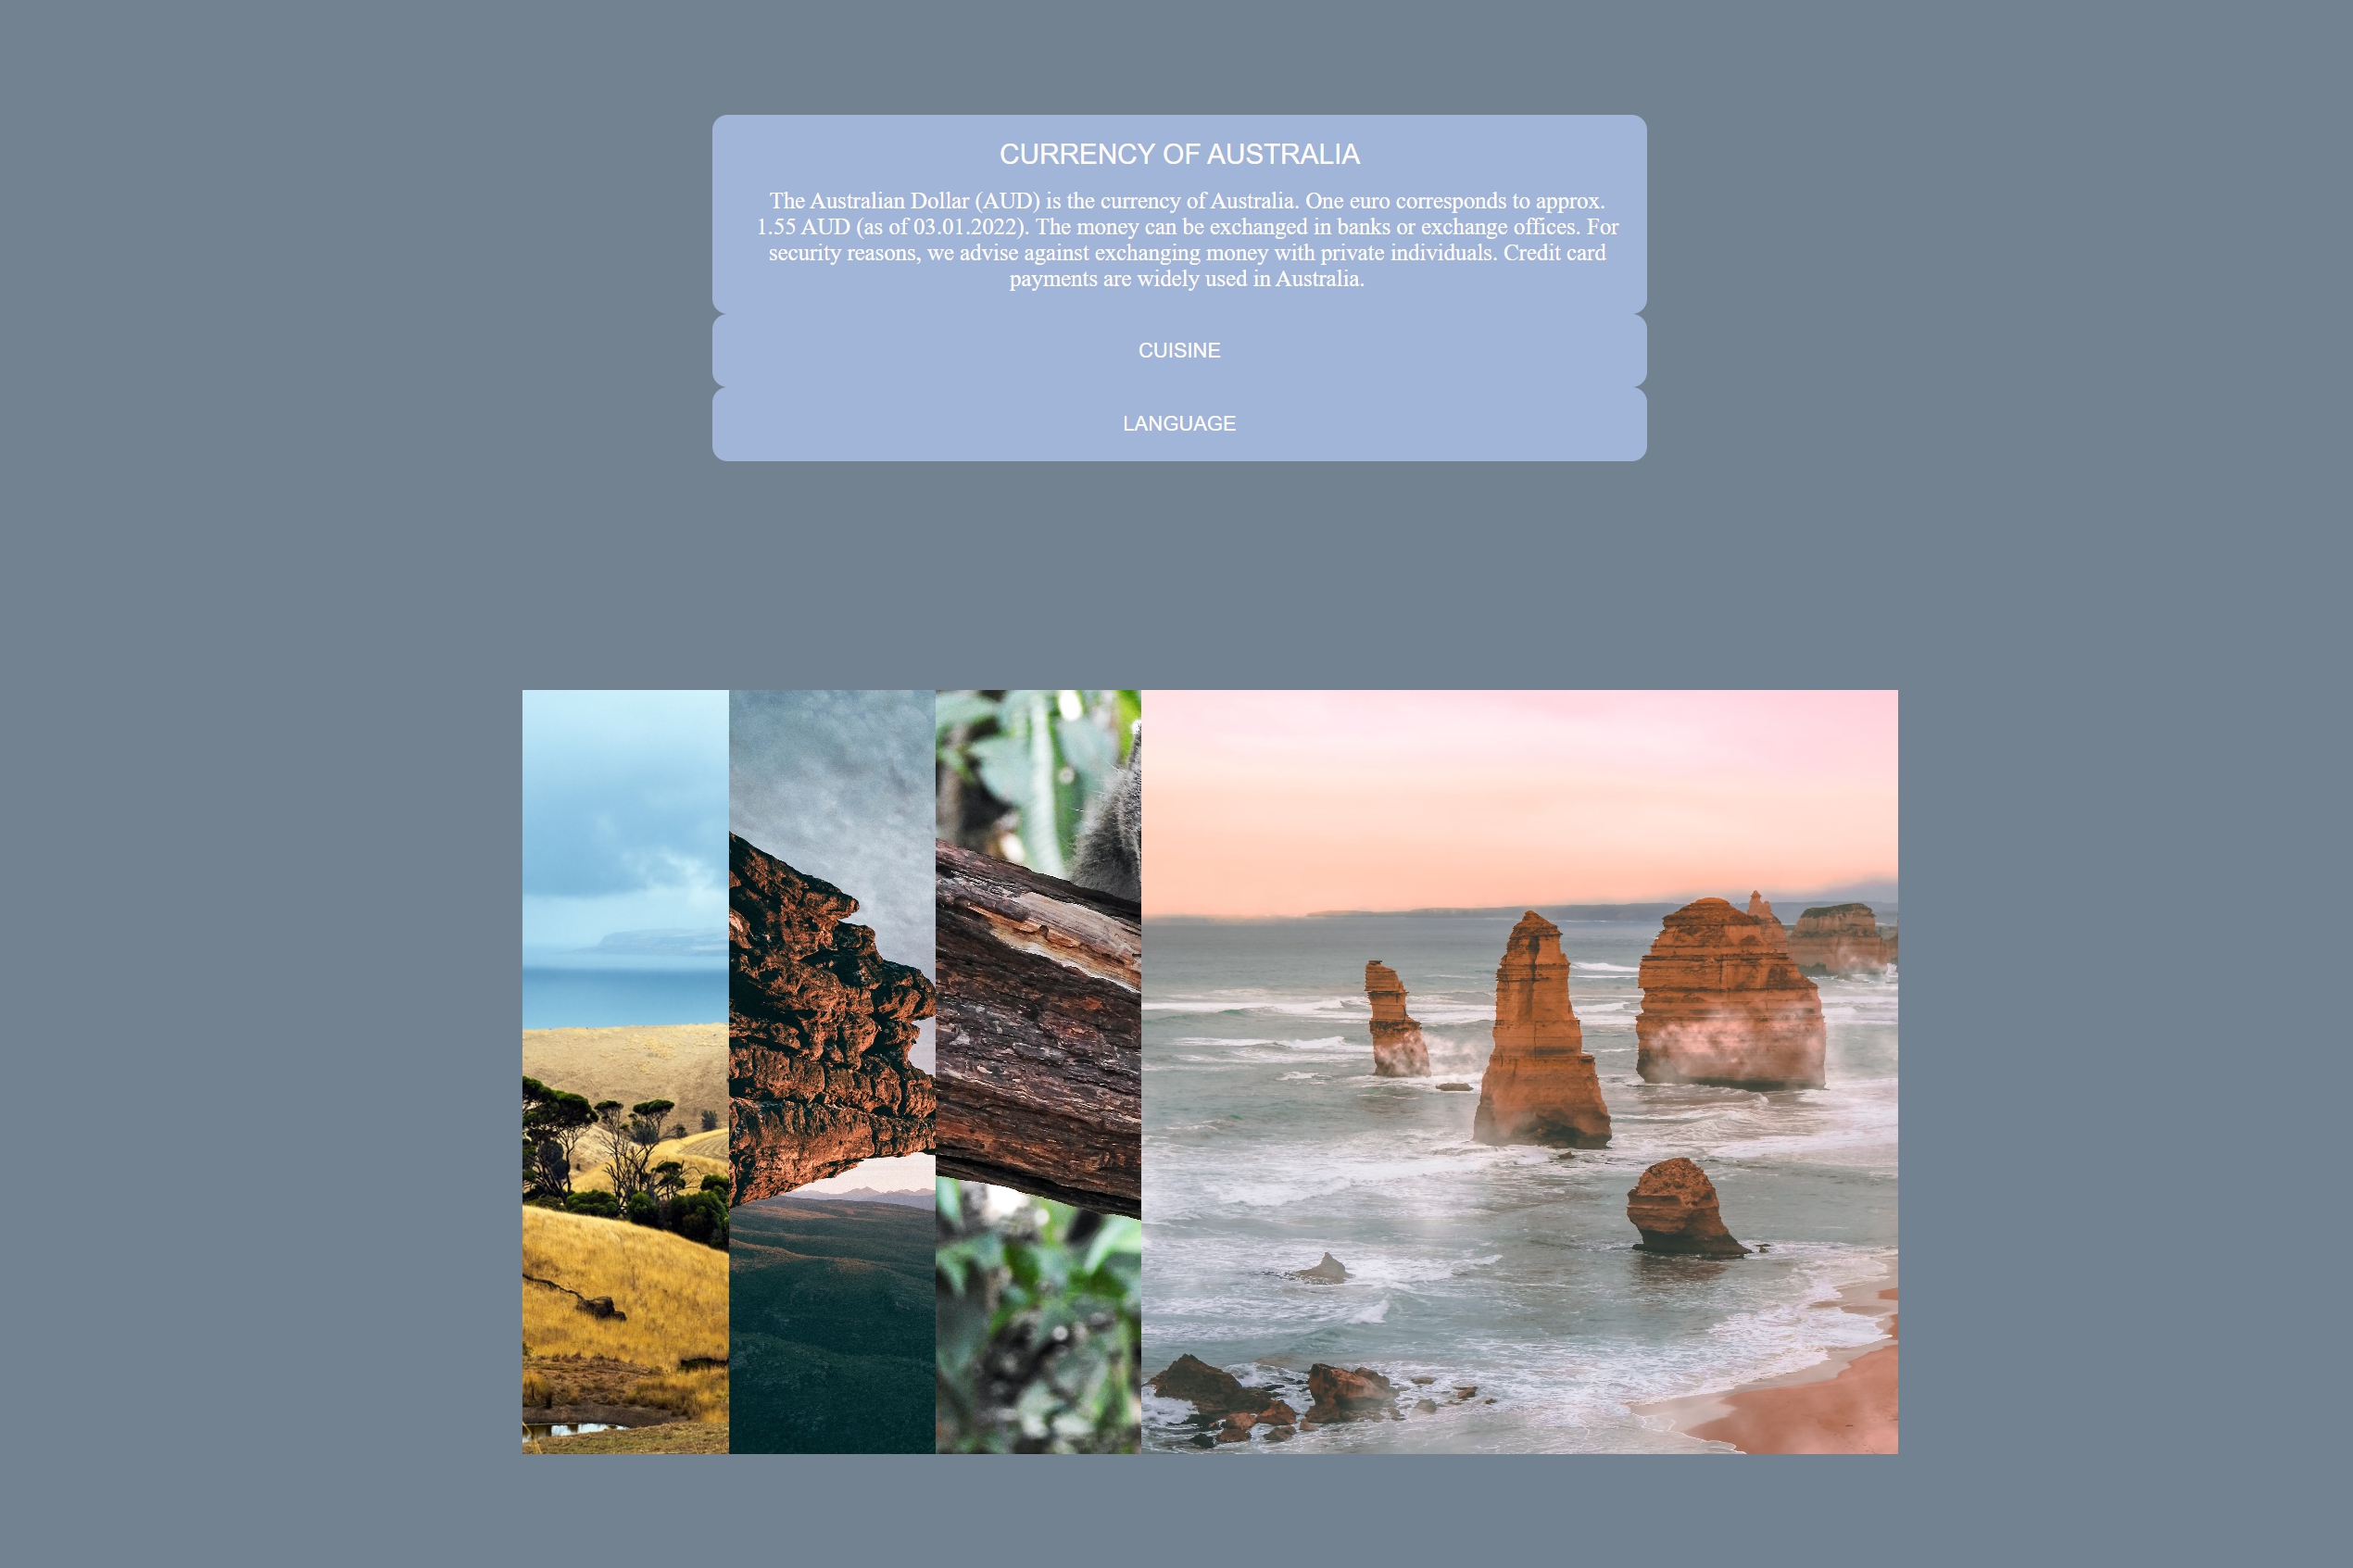 CURRENCY OF AUSTRALIA
The Australian Dollar (AUD) is the currency of Australia. One euro corresponds to approx.
1.55 AUD (as of 03.01.2022). The money can be exchanged in banks or exchange offices. For
security reasons, we advise against exchanging money with private individuals. Credit card
payments are widely used in Australia.
CUISINE
LANGUAGE